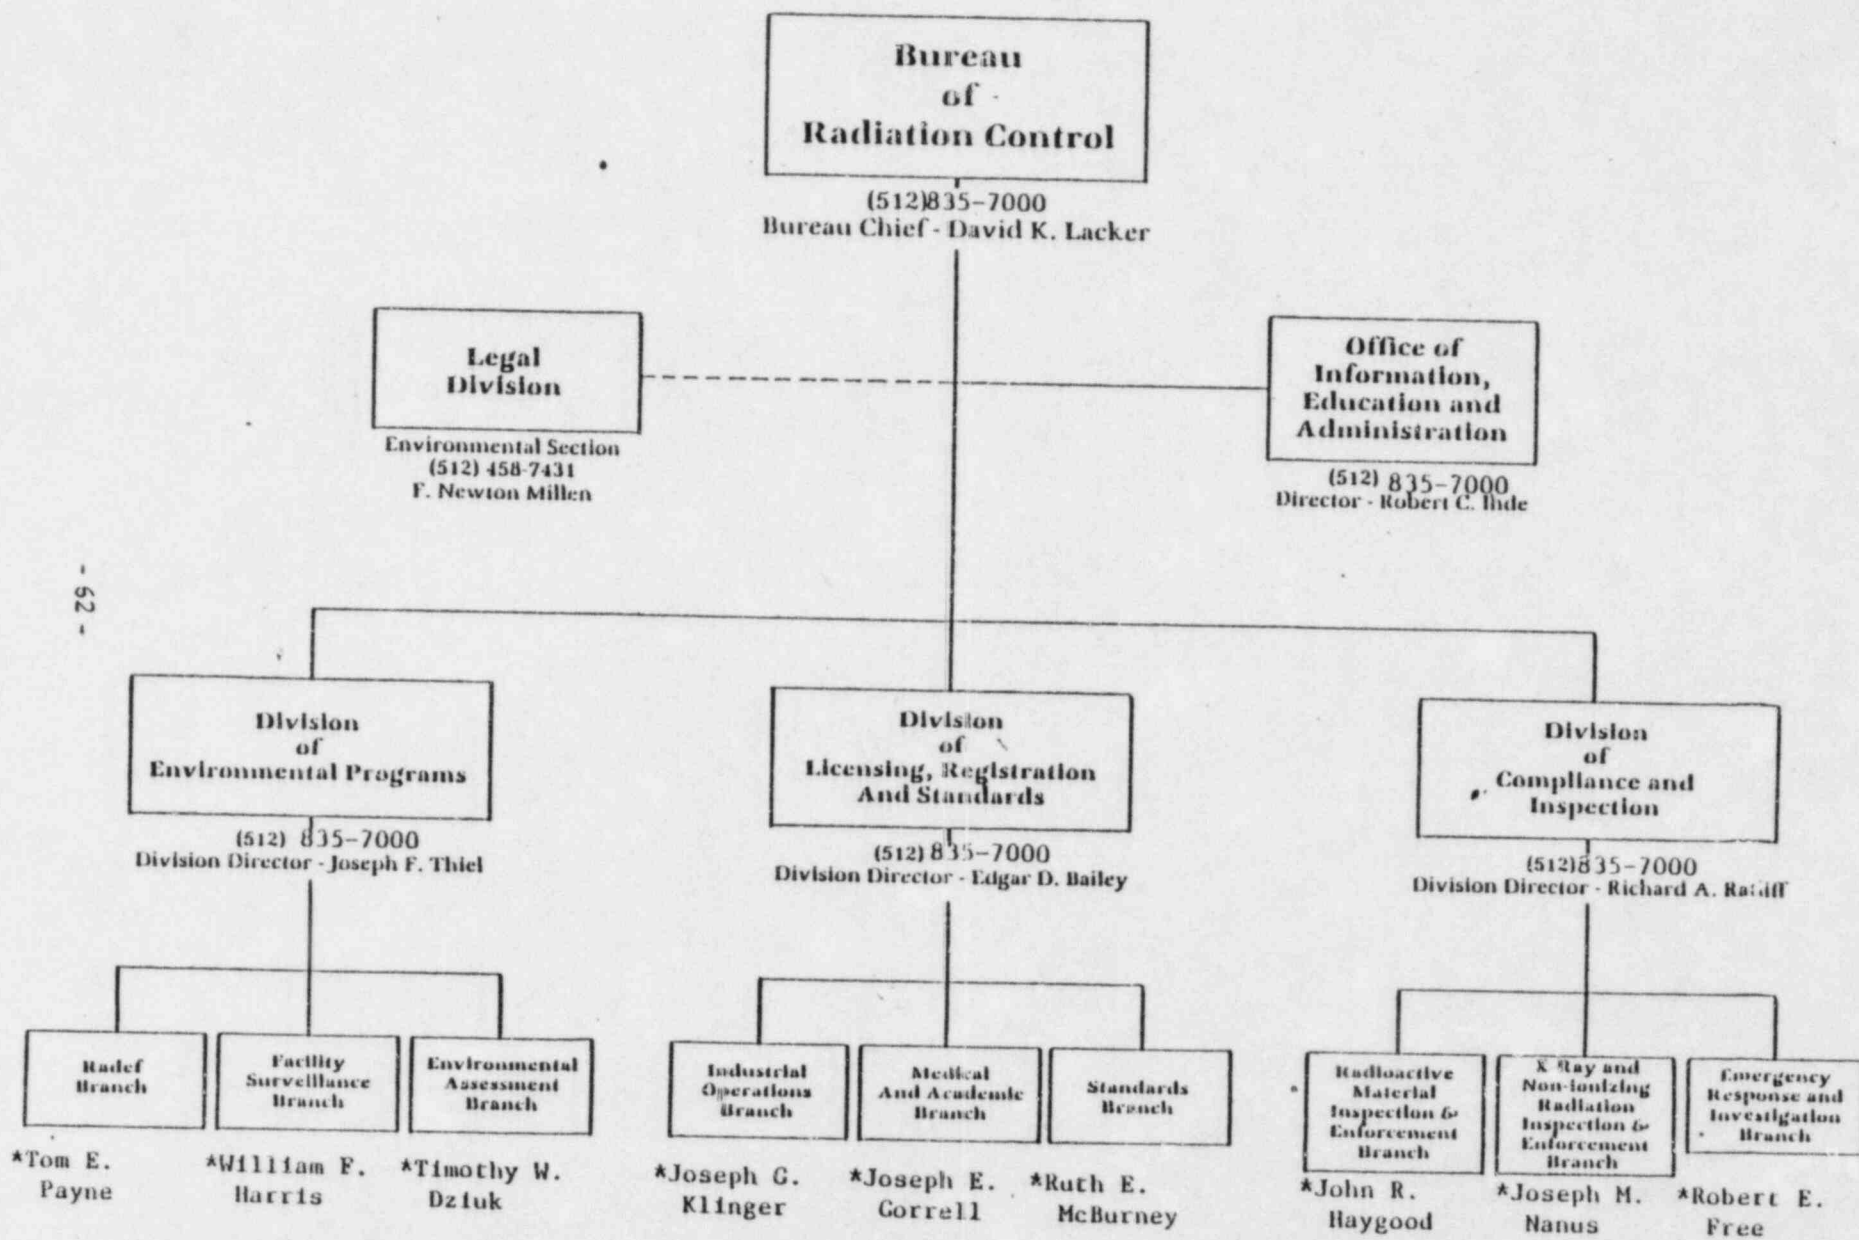 Bureau
of
Radiation Control
(512)835-7000
Bureau Chief - David K. Lacker
Legal
Division
Environmental Section
(512) 458-7431
F. Newton Millen
Office of
Information,
Education and
Administration
(512) 835-7000
Director - Robert C.
- 62 -
Division
of
Environmental Programs
(512) 835-7000
Division Director - Joseph F. Thiel
Division
of
Licensing, Registration
And Standards
(512) 835-7000
Division Director - Edgar D. Bailey
Division
of
Compliance and
Inspection
(512)835-7000
Division Director - Richard A. Ratliff
Radef
Branch
*Tom E.
Payne
Facility
Surveillance
Branch
*William F.
Harris
Environmental
Assessment
Branch
*Timothy W.
Dziuk
Industrial
Operations
Branch
*Joseph G.
Klinger
Medical
And Academic
Branch
*Joseph E.
Gorrell
Standards
Branch
*Ruth E.
McBurney
Radioactive
Material
Inspection &
Enforcement
Branch
*John R.
Haygood
X Ray and
Non-ionizing
Radiation
Inspection &
Enforcement
Branch
*Joseph M.
Nanus
Emergency
Response and
Investigation
Branch
*Robert E.
Free